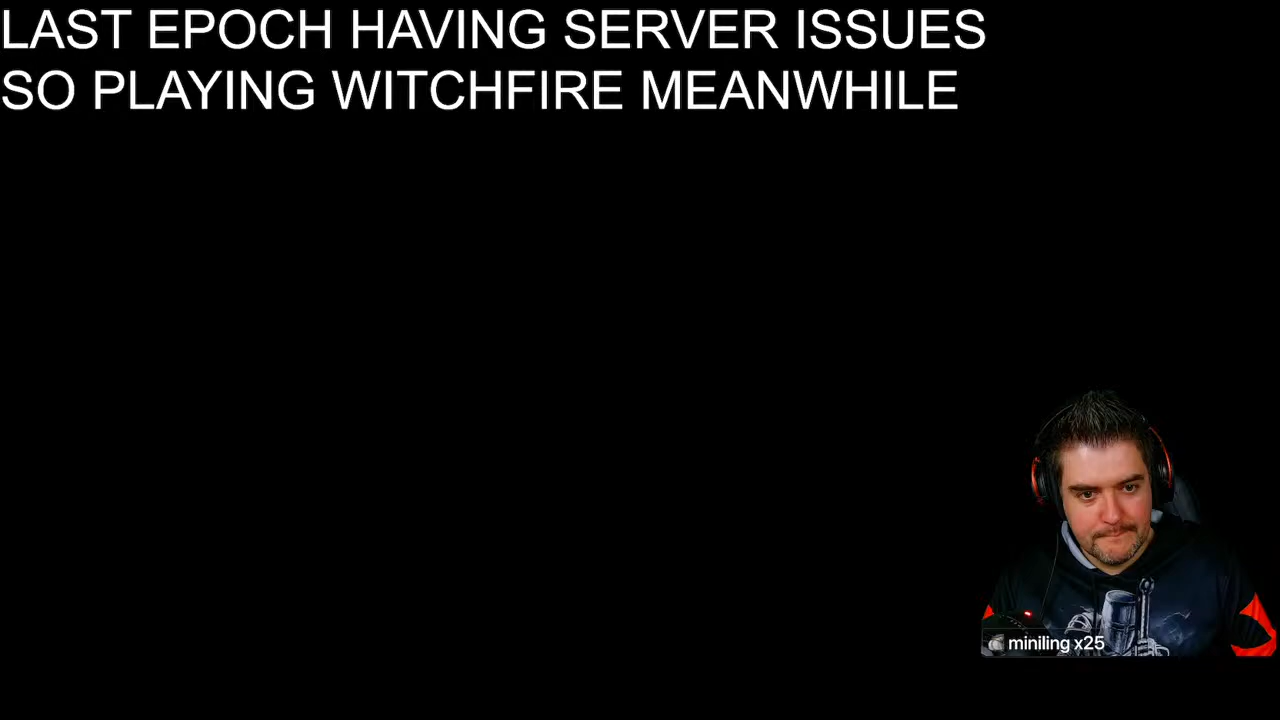 LAST EPOCH HAVING SERVER ISSUES
SO PLAYING WITCHFIRE MEANWHILE
miniling x25